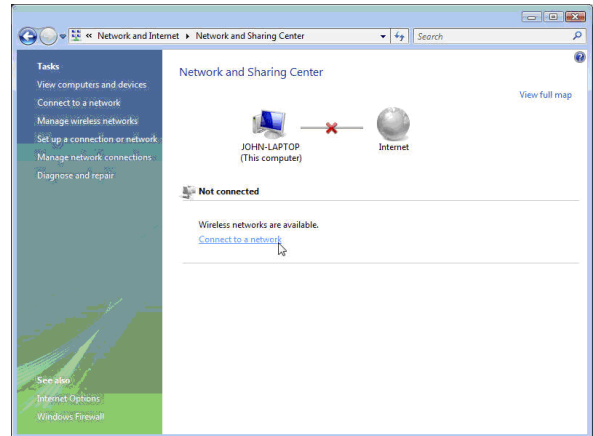 « Network and Internet ▸ Network and Sharing Center
Search
Tasks
View computers and devices
Connect to a network
Manage wireless networks
Set up a connection or network
Manage network connections
Diagnose and repair
Network and Sharing Center
View full map
JOHN-LAPTOP
(This computer)
Internet
Not connected
Wireless networks are available.
Connect to a network
See also
Internet Options
Windows Firewall